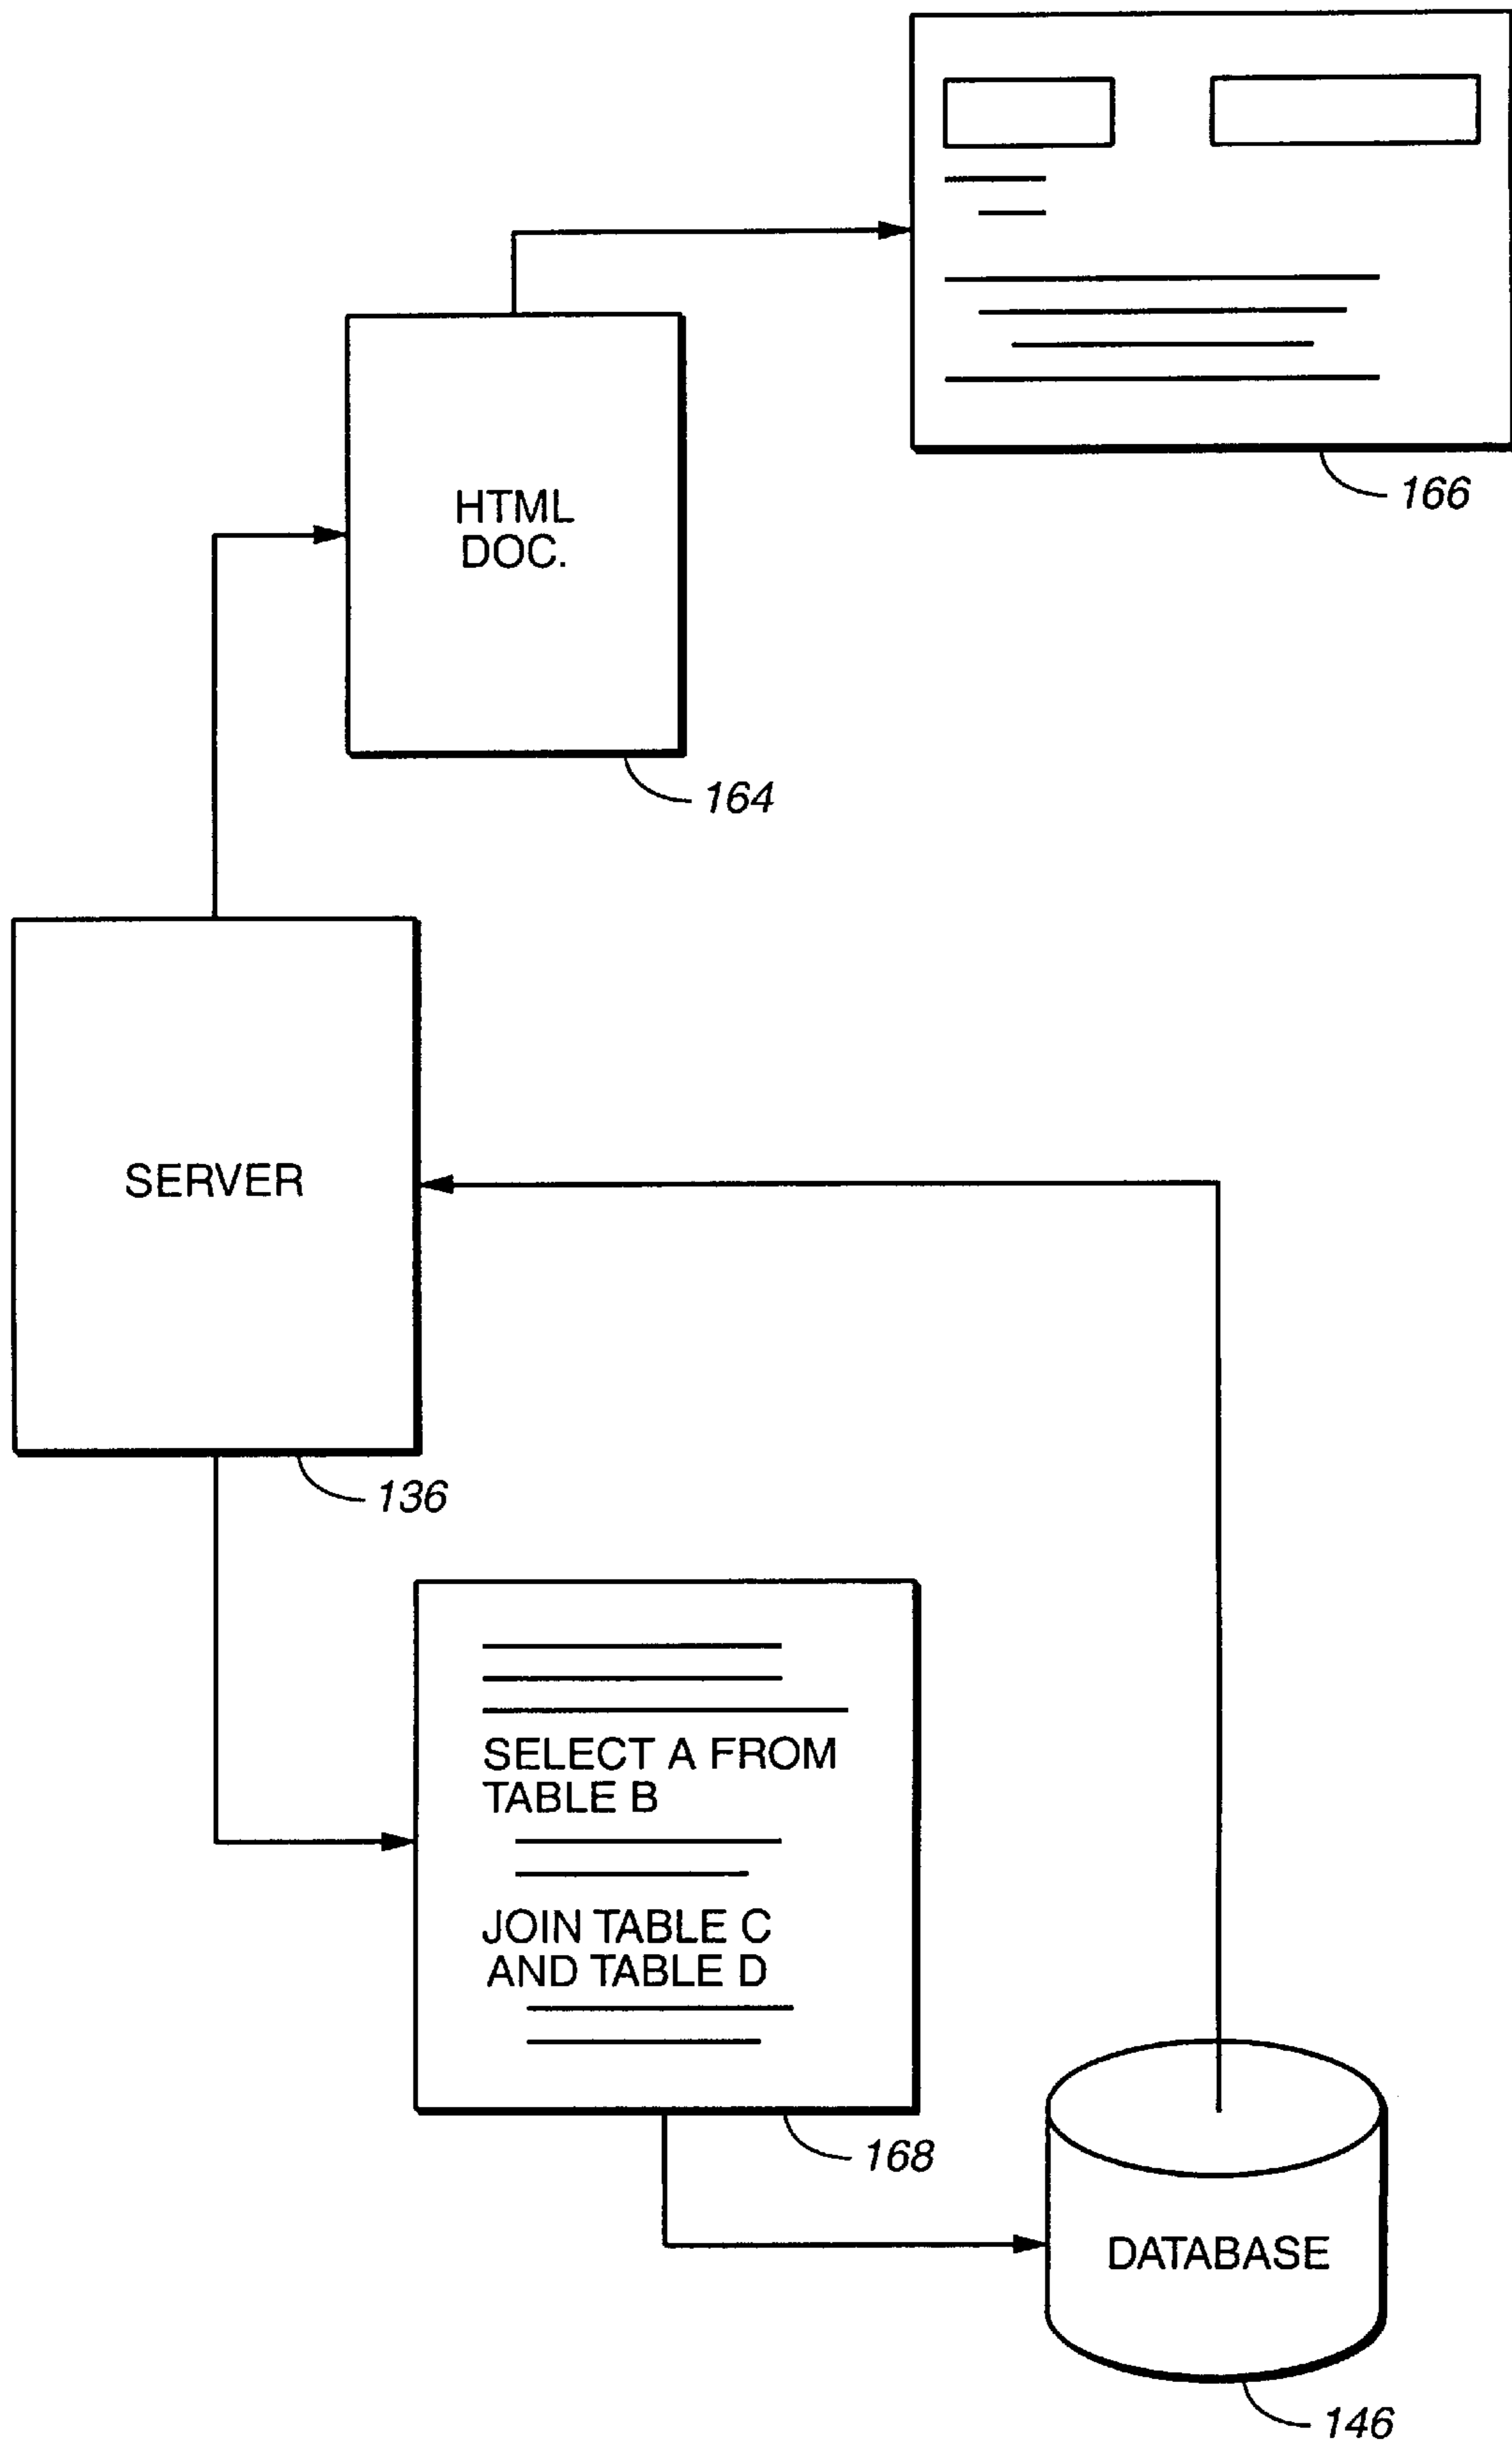 166
HTML
DOC.
164
SERVER
136
SELECT A FROM
TABLE B
JOIN TABLE C
AND TABLE D
168
DATABASE
146